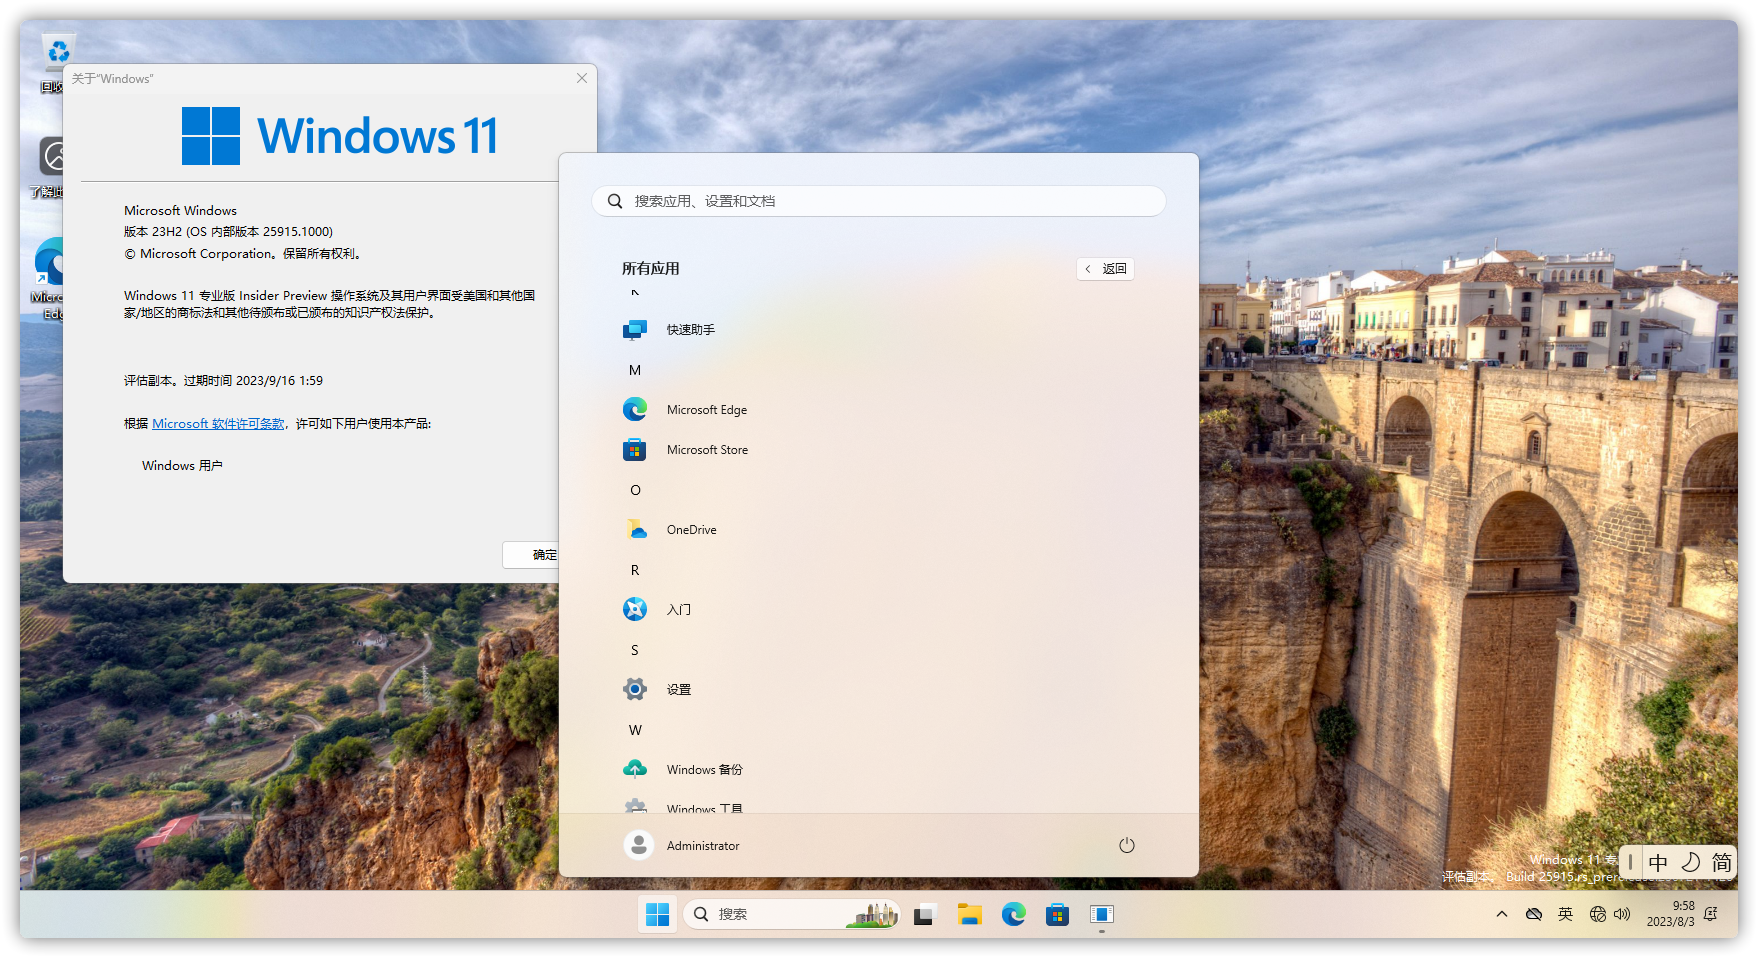 回收
关于"Windows"
Windows 11
了解此
Microsoft Windows
版本 23H2 (OS 内部版本 25915.1000)
© Microsoft Corporation。保留所有权利。
Windows 11 专业版 Insider Preview 操作系统及其用户界面受美国和其他国
家/地区的商标法和其他待颁布或已颁布的知识产权法保护。
评估副本。过期时间 2023/9/16 1:59
根据 Microsoft 软件许可条款，许可如下用户使用本产品:
Windows 用户
确定
搜索应用、设置和文档
所有应用
返回
快速助手
M
Microsoft Edge
Microsoft Store
O
OneDrive
R
入门
S
设置
W
Windows 备份
Windows 工具
Administrator
Windows 11 专
评估副本。 Build 25915.rs_prere
中
简
搜索
英
9:58
2023/8/3